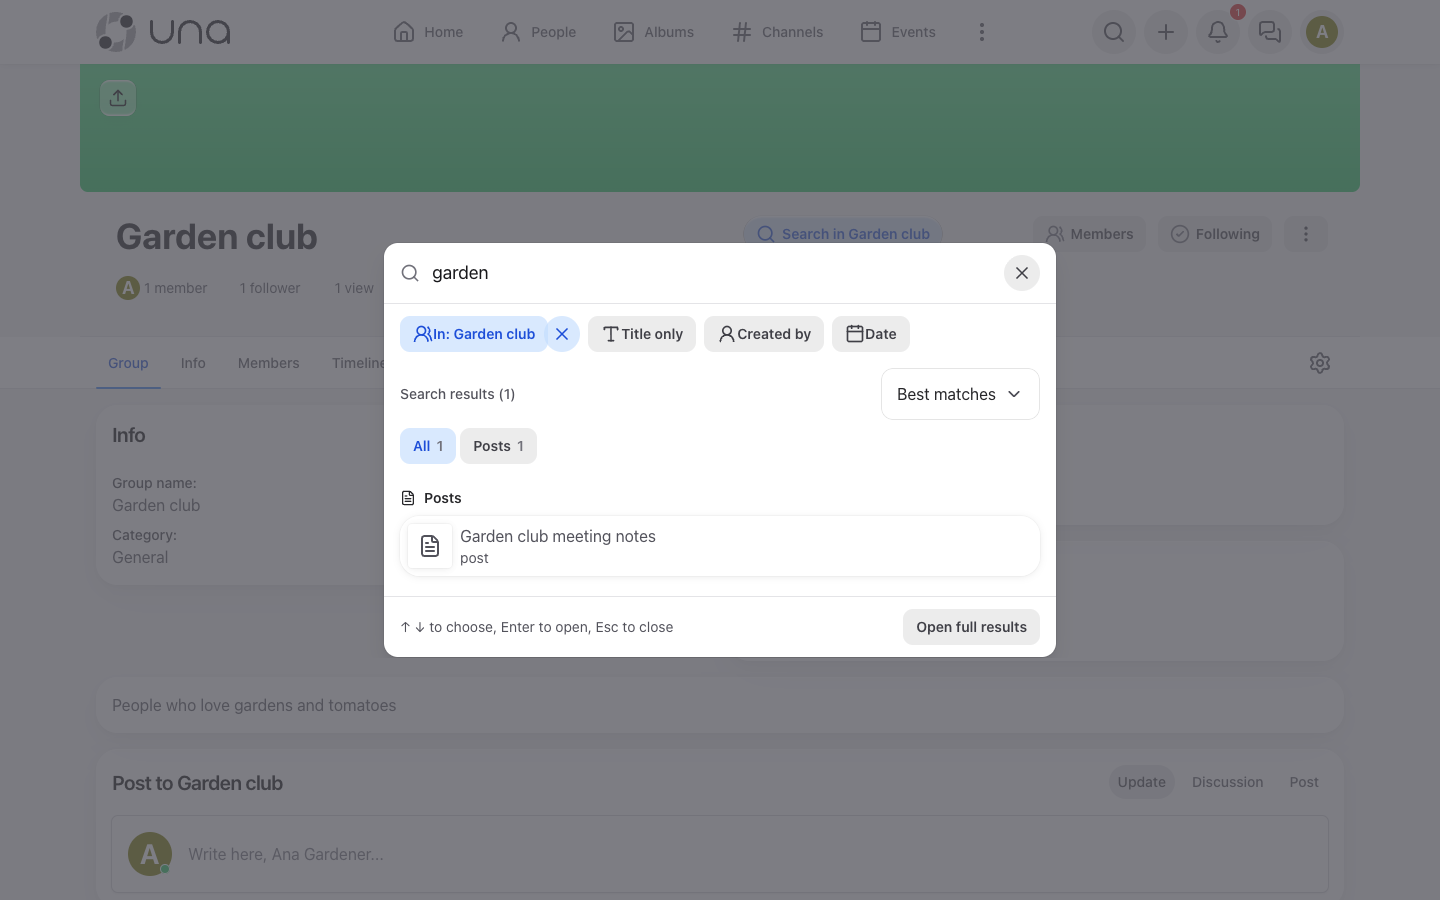 una
Home
People
Albums
Channels
Events
1
A
Garden club
Search in Garden club
Members
Following
A
1 member
1 follower
1 view
garden
In: Garden club
Title only
Created by
Date
Group
Info
Members
Timeline
Search results (1)
Best matches
All 1
Posts 1
Info
Group name:
Garden club
Category:
General
Posts
Garden club meeting notes
post
↑ ↓ to choose, Enter to open, Esc to close
Open full results
People who love gardens and tomatoes
Post to Garden club
Update
Discussion
Post
A
Write here, Ana Gardener...